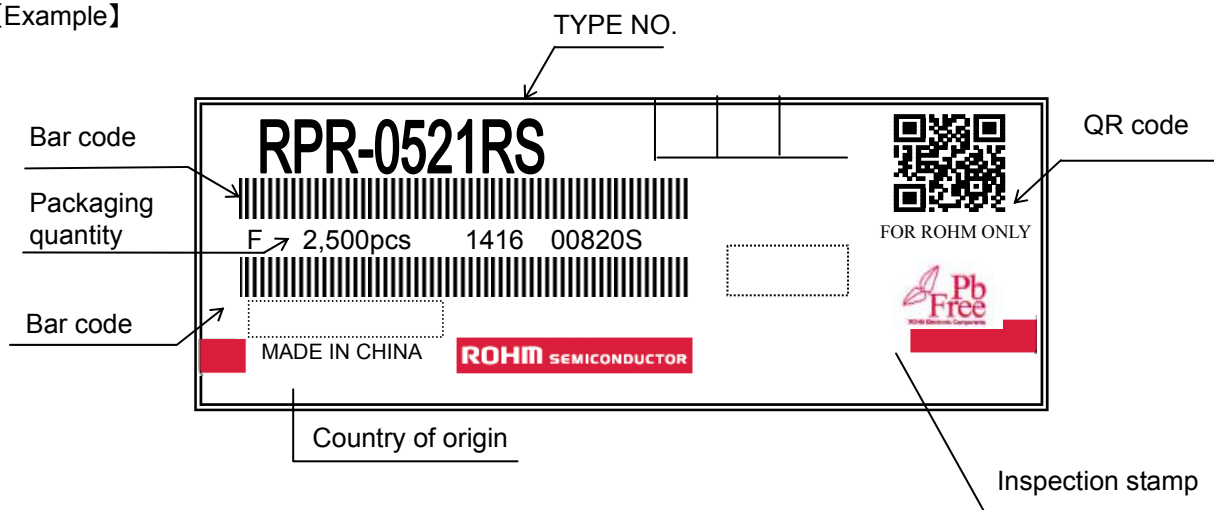 [Example】
TYPE NO.
Bar code
RPR-0521RS
QR code
Packaging
quantity
F 2,500pcs 1416 00820S
FOR ROHM ONLY
Pb
Free
Bar code
MADE IN CHINA
ROHM SEMICONDUCTOR
Country of origin
Inspection stamp